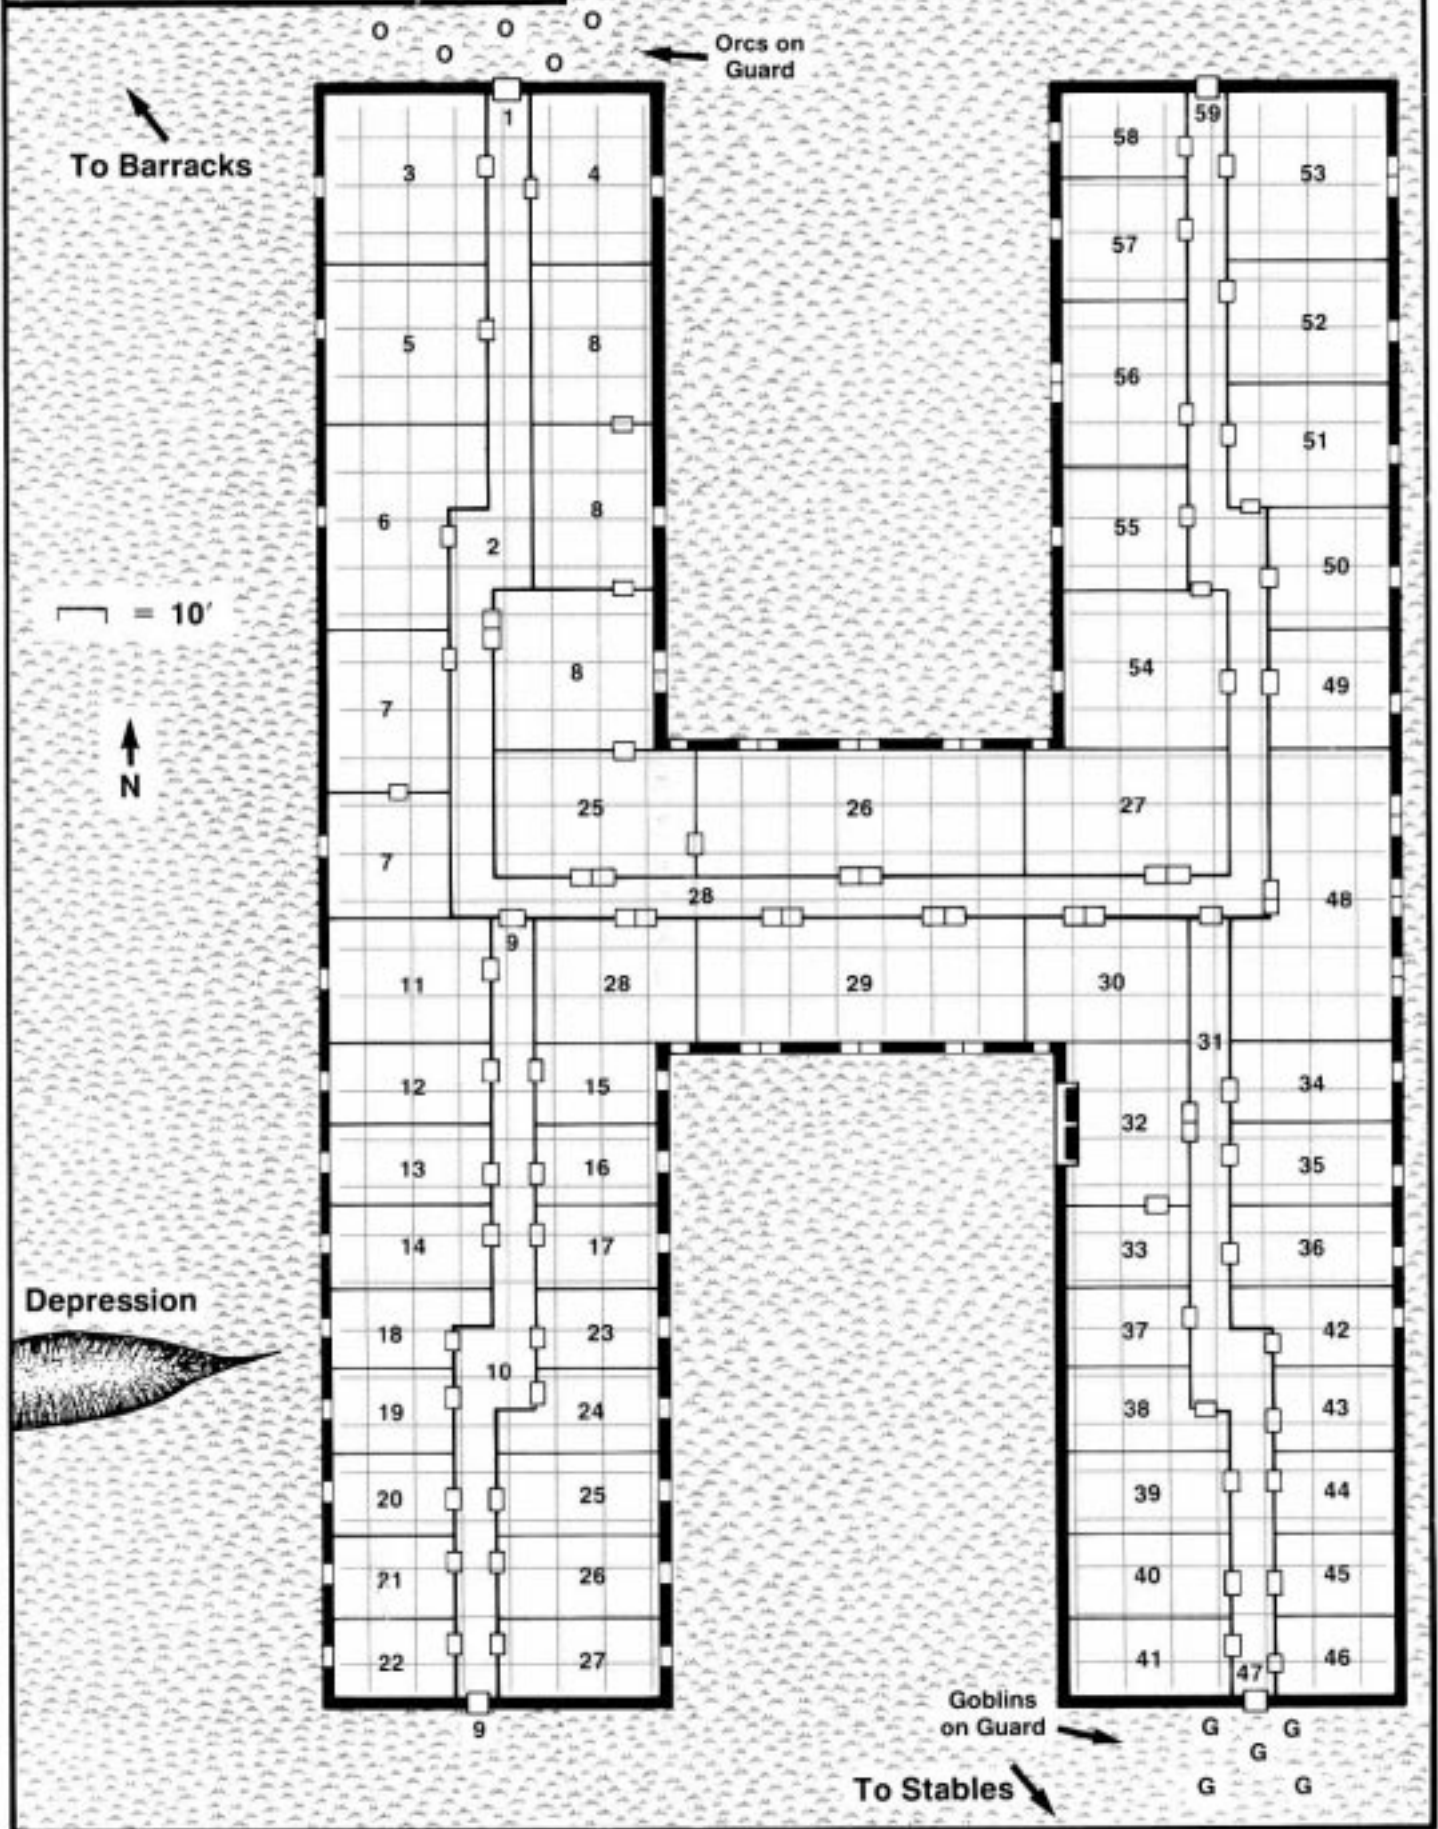 O O O
O O
Orcs on
Guard
To Barracks
1
59
58
3 4 53
57
5 8 52
56
51
6 8 55
2
50
= 10'
8 54 49
7
N
25 26 27
7
28 48
9
11 28 29 30
31
12 15 34
32
13 16 35
14 17 33 36
Depression
18 23 37 42
10
19 24 38 43
20 25 39 44
21 26 40 45
22 27 41 46
47
9
Goblins
on Guard
G G
G
To Stables
G G